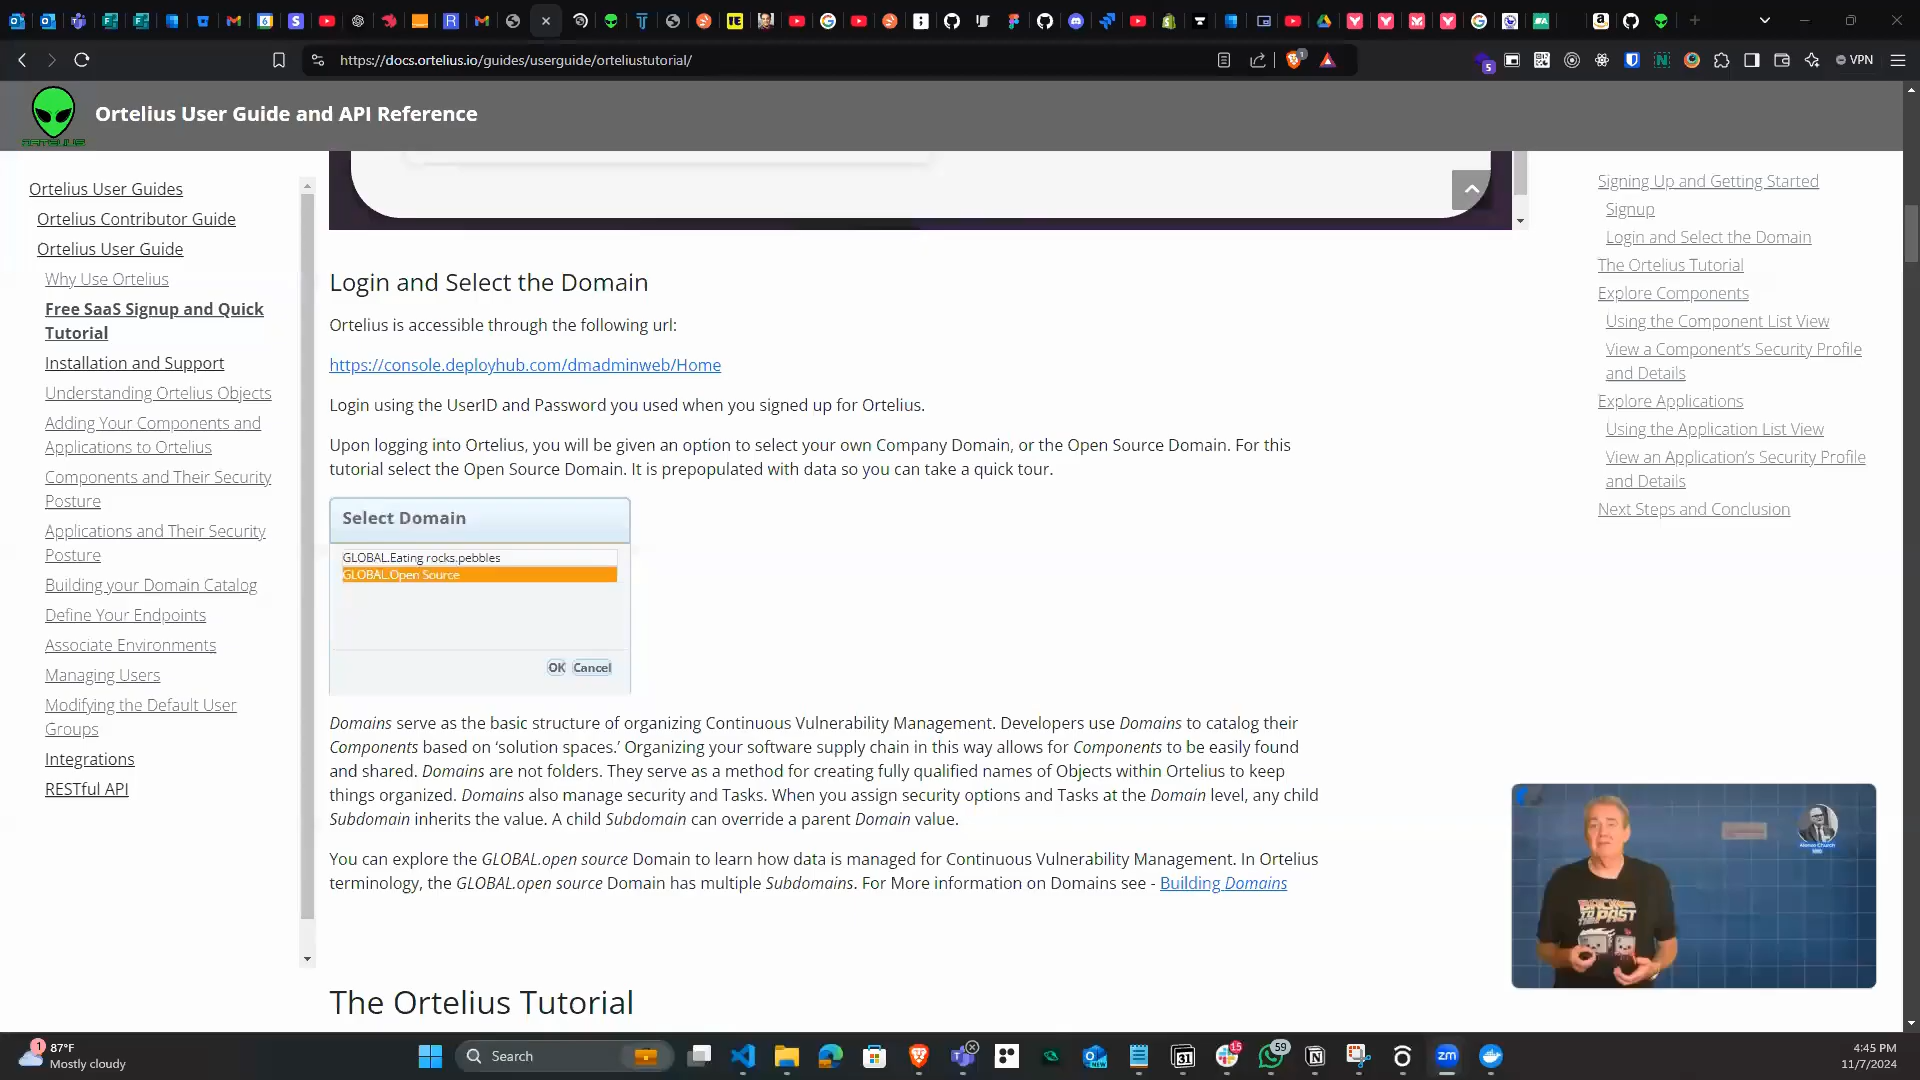 https://docs.ortelius.io/guides/userguide/orteliustutorial/
VPN
Ortelius User Guide and API Reference
Ortelius User Guides
Ortelius Contributor Guide
Ortelius User Guide
Why Use Ortelius
Free SaaS Signup and Quick
Tutorial
Installation and Support
Understanding Ortelius Objects
Adding Your Components and
Applications to Ortelius
Components and Their Security
Posture
Applications and Their Security
Posture
Building your Domain Catalog
Define Your Endpoints
Associate Environments
Managing Users
Modifying the Default User
Groups
Integrations
RESTful API
Login and Select the Domain
Ortelius is accessible through the following url:
https://console.deployhub.com/dmadminweb/Home
Login using the UserID and Password you used when you signed up for Ortelius.
Upon logging into Ortelius, you will be given an option to select your own Company Domain, or the Open Source Domain. For this
tutorial select the Open Source Domain. It is prepopulated with data so you can take a quick tour.
Select Domain
GLOBAL.Eating rocks.pebbles
GLOBAL.Open Source
OK Cancel
Domains serve as the basic structure of organizing Continuous Vulnerability Management. Developers use Domains to catalog their
Components based on ‘solution spaces.’ Organizing your software supply chain in this way allows for Components to be easily found
and shared. Domains are not folders. They serve as a method for creating fully qualified names of Objects within Ortelius to keep
things organized. Domains also manage security and Tasks. When you assign security options and Tasks at the Domain level, any child
Subdomain inherits the value. A child Subdomain can override a parent Domain value.
You can explore the GLOBAL.open source Domain to learn how data is managed for Continuous Vulnerability Management. In Ortelius
terminology, the GLOBAL.open source Domain has multiple Subdomains. For More information on Domains see - Building Domains
The Ortelius Tutorial
Signing Up and Getting Started
Signup
Login and Select the Domain
The Ortelius Tutorial
Explore Components
Using the Component List View
View a Component’s Security Profile
and Details
Explore Applications
Using the Application List View
View an Application’s Security Profile
and Details
Next Steps and Conclusion
BACK
TO THE
PAST
Alonzo Church
1
87°F
Mostly cloudy
Search
31
15
59
zm
4:45 PM
11/7/2024